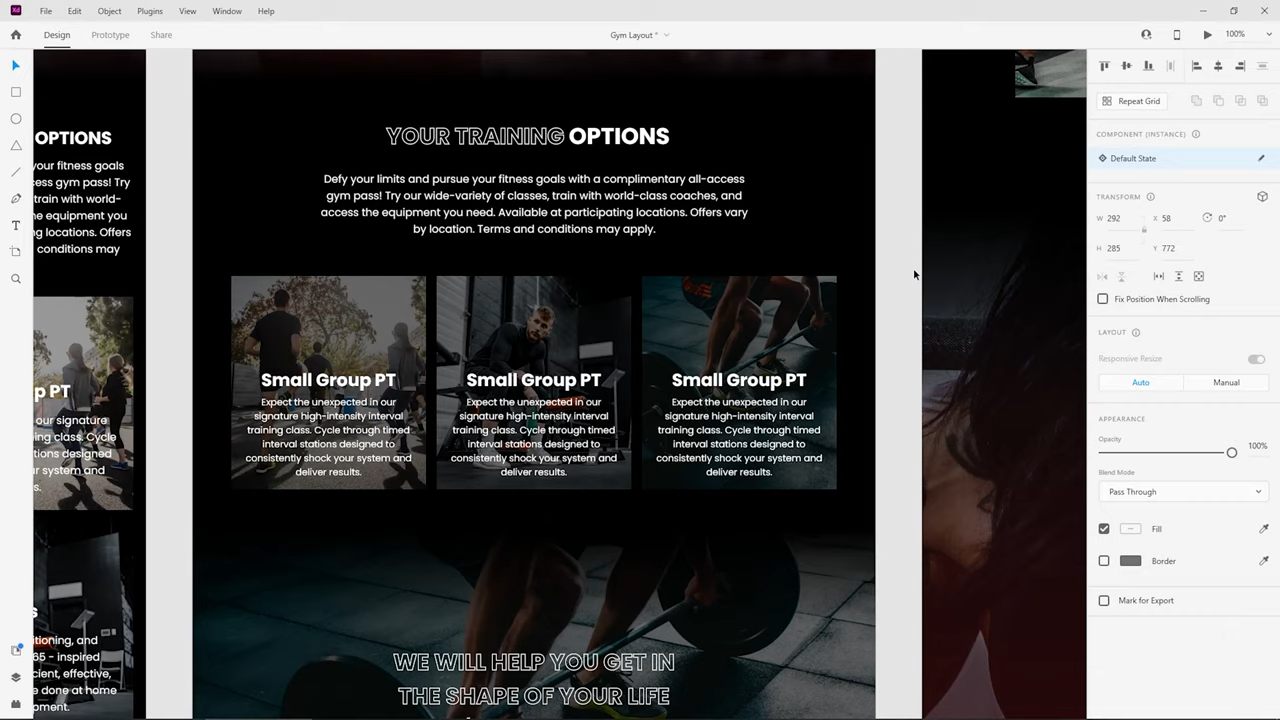 File Edit Object Plugins View Window Help
Design Prototype Share
Gym Layout *
100%
OPTIONS
your fitness goals
cess gym pass! Try
train with world-
he equipment you
ng locations. Offers
conditions may
up PT
our signature
ning class. Cycle
tions designed
ur system and
s.
s
itioning, and
65 - inspired
cient, effective,
e done at home
oment.
YOUR TRAINING OPTIONS
Defy your limits and pursue your fitness goals with a complimentary all-access
gym pass! Try our wide-variety of classes, train with world-class coaches, and
access the equipment you need. Available at participating locations. Offers vary
by location. Terms and conditions may apply.
Small Group PT
Expect the unexpected in our
signature high-intensity interval
training class. Cycle through timed
interval stations designed to
consistently shock your system and
deliver results.
Small Group PT
Expect the unexpected in our
signature high-intensity interval
training class. Cycle through timed
interval stations designed to
consistently shock your system and
deliver results.
Small Group PT
Expect the unexpected in our
signature high-intensity interval
training class. Cycle through timed
interval stations designed to
consistently shock your system and
deliver results.
WE WILL HELP YOU GET IN
THE SHAPE OF YOUR LIFE
Repeat Grid
COMPONENT (INSTANCE)
Default State
TRANSFORM
W 292 X 58 0°
H 285 Y 772
Fix Position When Scrolling
LAYOUT
Responsive Resize
Auto Manual
APPEARANCE
Opacity
100%
Blend Mode
Pass Through
Fill
Border
Mark for Export